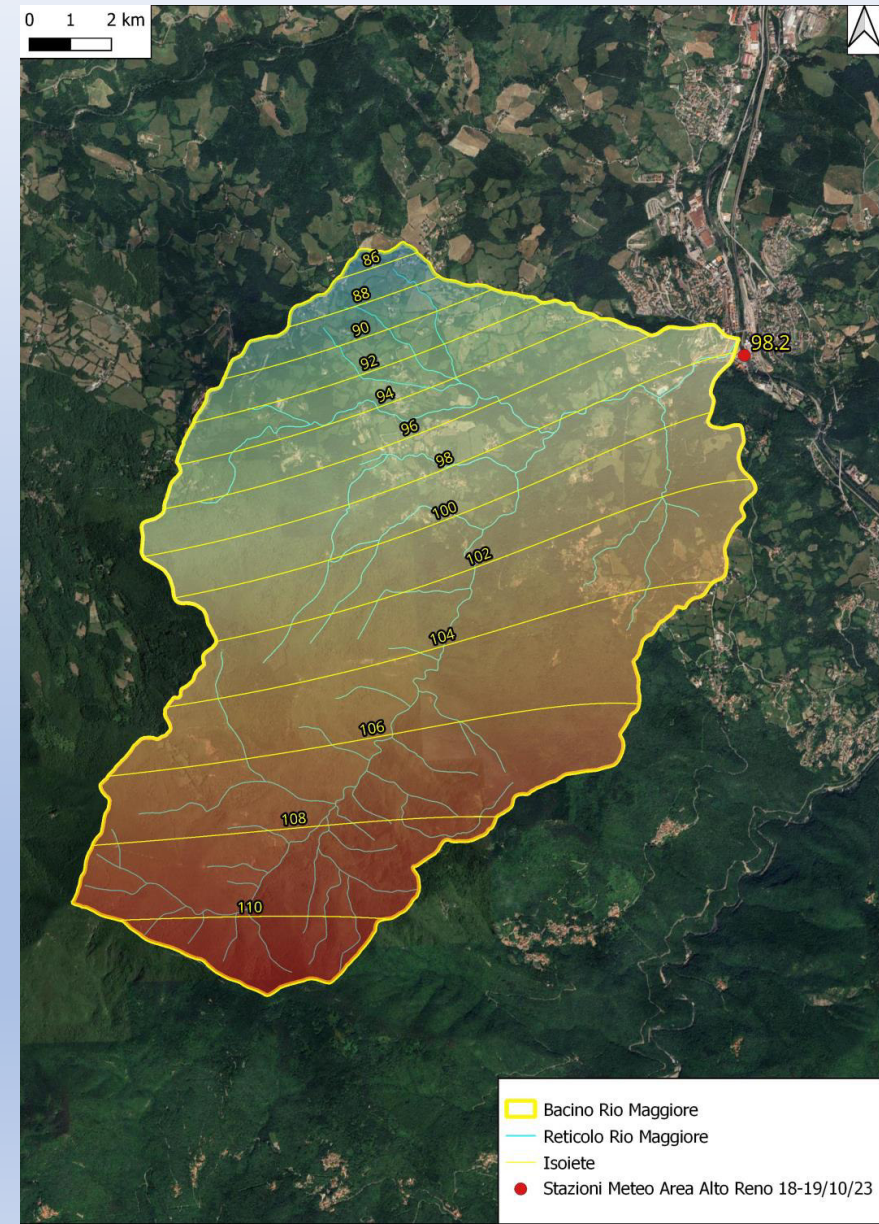 0 1 2 km
86
88
90
92
94
96
98
100
102
104
106
108
110
98.2
Bacino Rio Maggiore
Reticolo Rio Maggiore
Isoiete
Stazioni Meteo Area Alto Reno 18-19/10/23